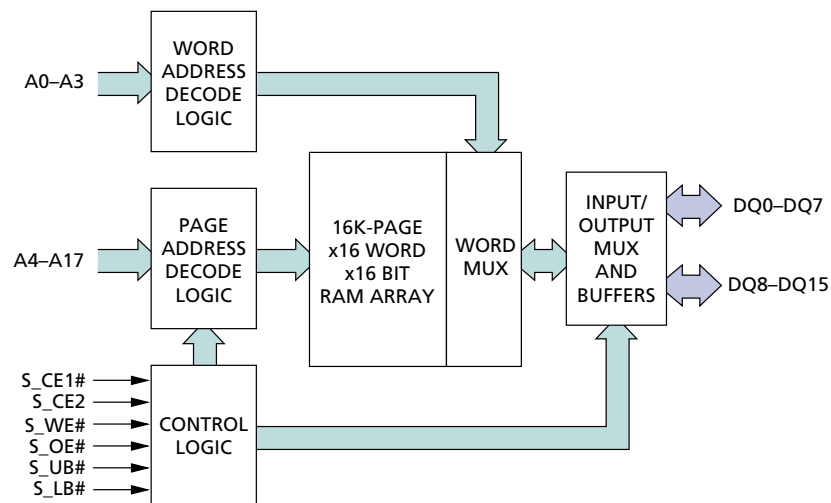 A0–A3
WORD
ADDRESS
DECODE
LOGIC
A4–A17
PAGE
ADDRESS
DECODE
LOGIC
16K-PAGE
x16 WORD
x16 BIT
RAM ARRAY
WORD
MUX
INPUT/
OUTPUT
MUX
AND
BUFFERS
DQ0–DQ7
DQ8–DQ15
S_CE1#
S_CE2
S_WE#
S_OE#
S_UB#
S_LB#
CONTROL
LOGIC